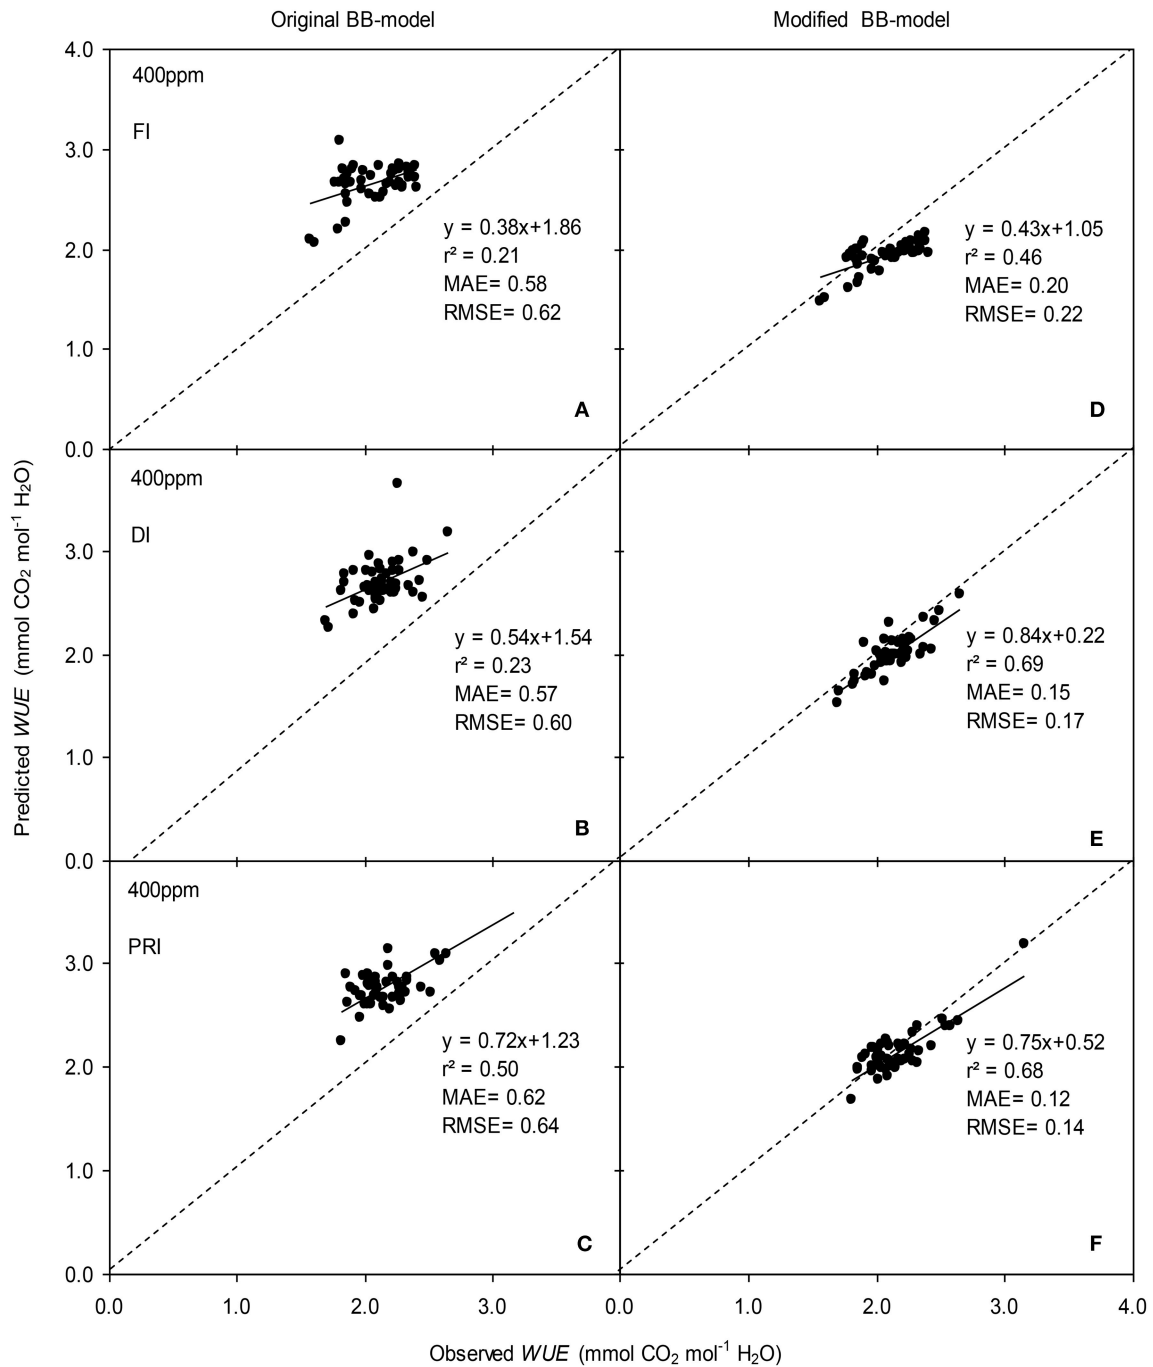 Original BB-model
Modified BB-model
4.0
400ppm
FI
3.0
y = 0.38x+1.86
r² = 0.21
MAE= 0.58
RMSE= 0.62
2.0
1.0
A
0.0
y = 0.43x+1.05
r² = 0.46
MAE= 0.20
RMSE= 0.22
D
400ppm
DI
3.0
y = 0.54x+1.54
r² = 0.23
MAE= 0.57
RMSE= 0.60
2.0
1.0
B
0.0
y = 0.84x+0.22
r² = 0.69
MAE= 0.15
RMSE= 0.17
E
400ppm
PRI
3.0
y = 0.72x+1.23
r² = 0.50
MAE= 0.62
RMSE= 0.64
2.0
1.0
C
0.0
y = 0.75x+0.52
r² = 0.68
MAE= 0.12
RMSE= 0.14
F
0.0 1.0 2.0 3.0 0.0 1.0 2.0 3.0 4.0
Predicted WUE (mmol CO₂ mol⁻¹ H₂O)
Observed WUE (mmol CO₂ mol⁻¹ H₂O)